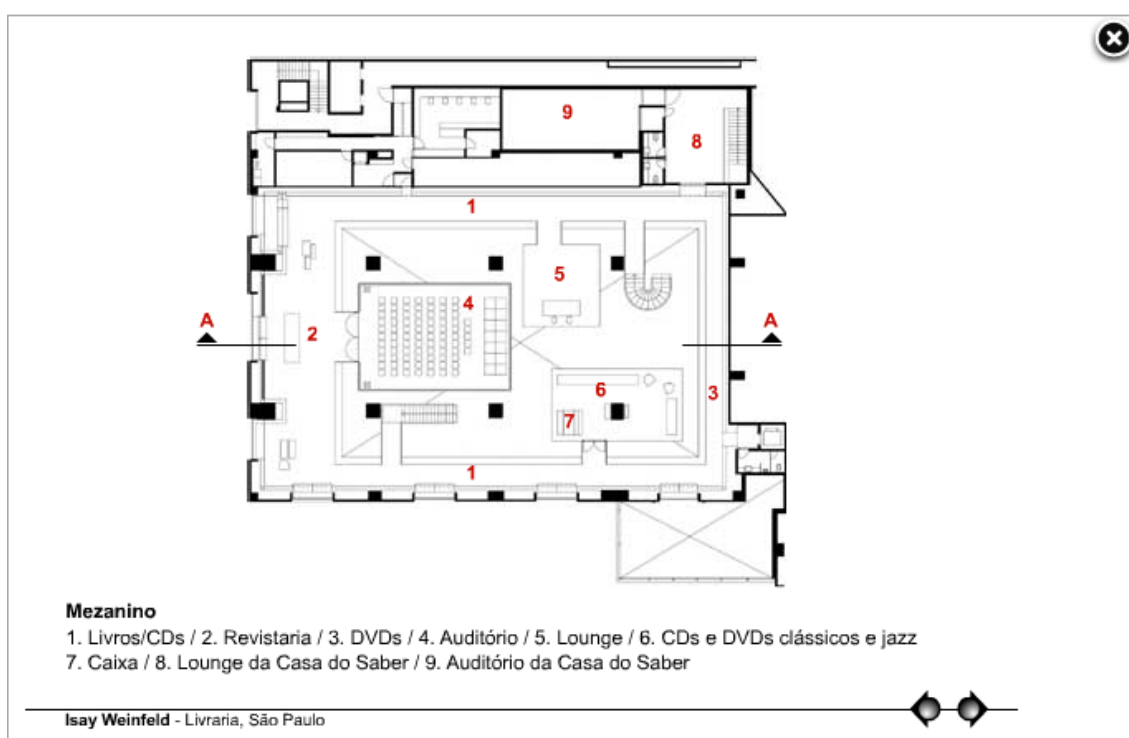 9
8
1
5
4
A
A
2
6
3
7
1
Mezanino
1. Livros/CDs / 2. Revistaria / 3. DVDs / 4. Auditório / 5. Lounge / 6. CDs e DVDs clássicos e jazz
7. Caixa / 8. Lounge da Casa do Saber / 9. Auditório da Casa do Saber
Isay Weinfeld - Livraria, São Paulo